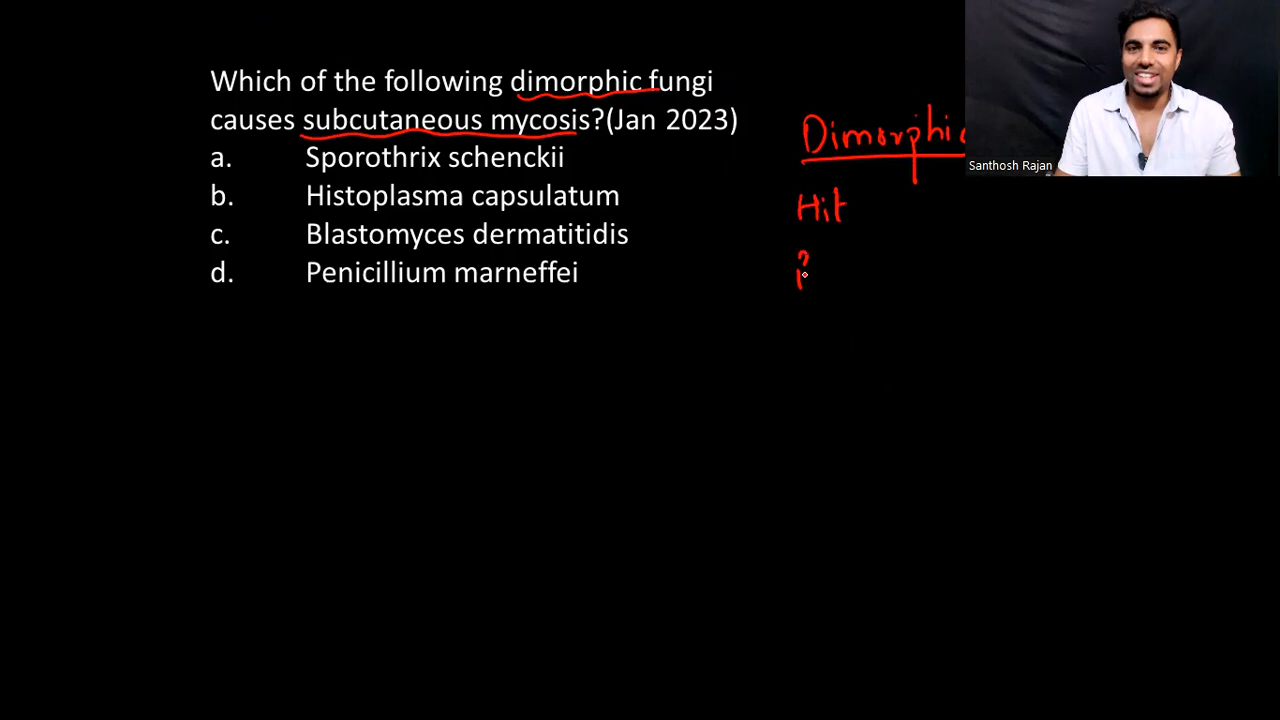 Which of the following dimorphic fungi
causes subcutaneous mycosis?(Jan 2023)
a. Sporothrix schenckii
b. Histoplasma capsulatum
c. Blastomyces dermatitidis
d. Penicillium marneffei
Dimorphic
Hit
Santhosh Rajan